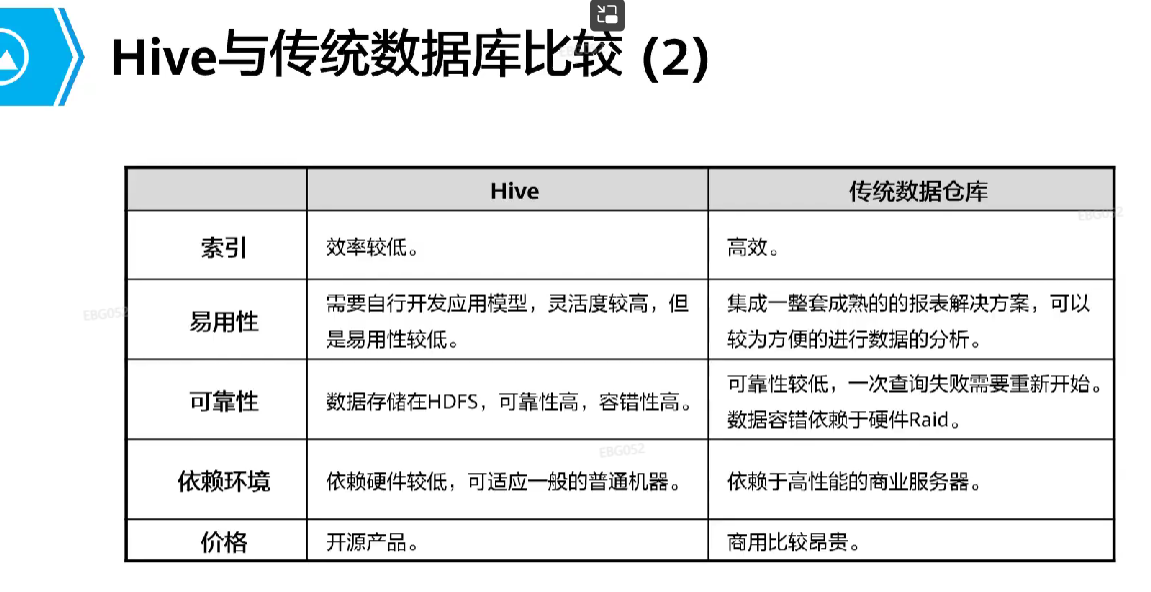 Hive与传统数据库比较 (2)
Hive 传统数据仓库
索引 效率较低。 高效。
易用性 需要自行开发应用模型，灵活度较高，但
是易用性较低。
集成一整套成熟的的报表解决方案，可以
较为方便的进行数据的分析。
可靠性 数据存储在HDFS，可靠性高，容错性高。
可靠性较低，一次查询失败需要重新开始。
数据容错依赖于硬件Raid。
依赖环境 依赖硬件较低，可适应一般的普通机器。 依赖于高性能的商业服务器。
价格 开源产品。 商用比较昂贵。
EBG052
EBG052
EBG052